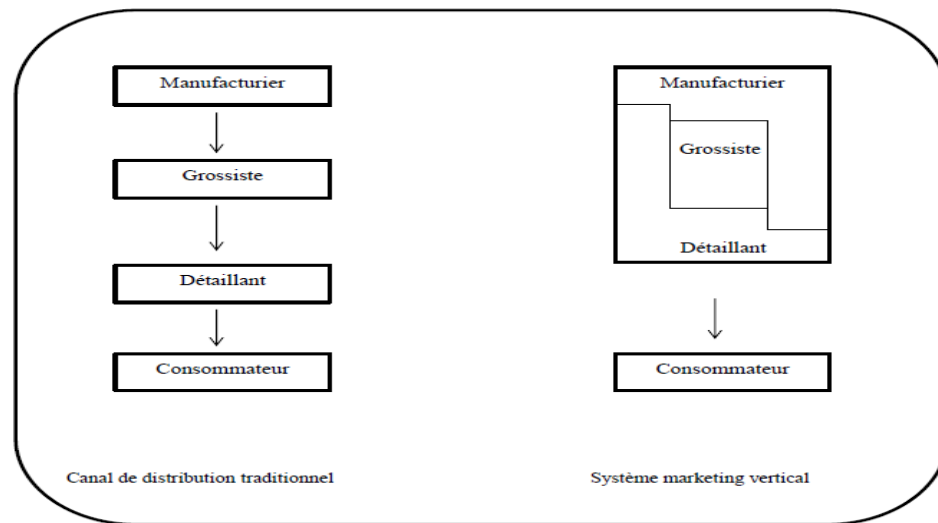 Manufacturier
Grossiste
Détaillant
Consommateur
Canal de distribution traditionnel
Manufacturier
Grossiste
Détaillant
Consommateur
Système marketing vertical